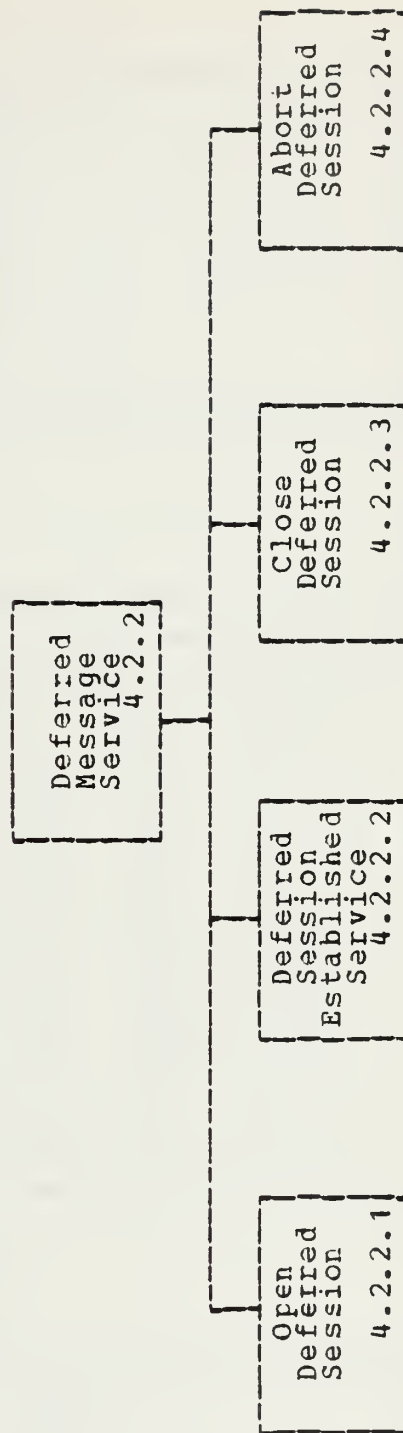 Deferred
Message
Service
4.2.2
Open
Deferred
Session
4.2.2.1
Deferred
Session
Established
Service
4.2.2.2
Close
Deferred
Session
4.2.2.3
Abort
Deferred
Session
4.2.2.4